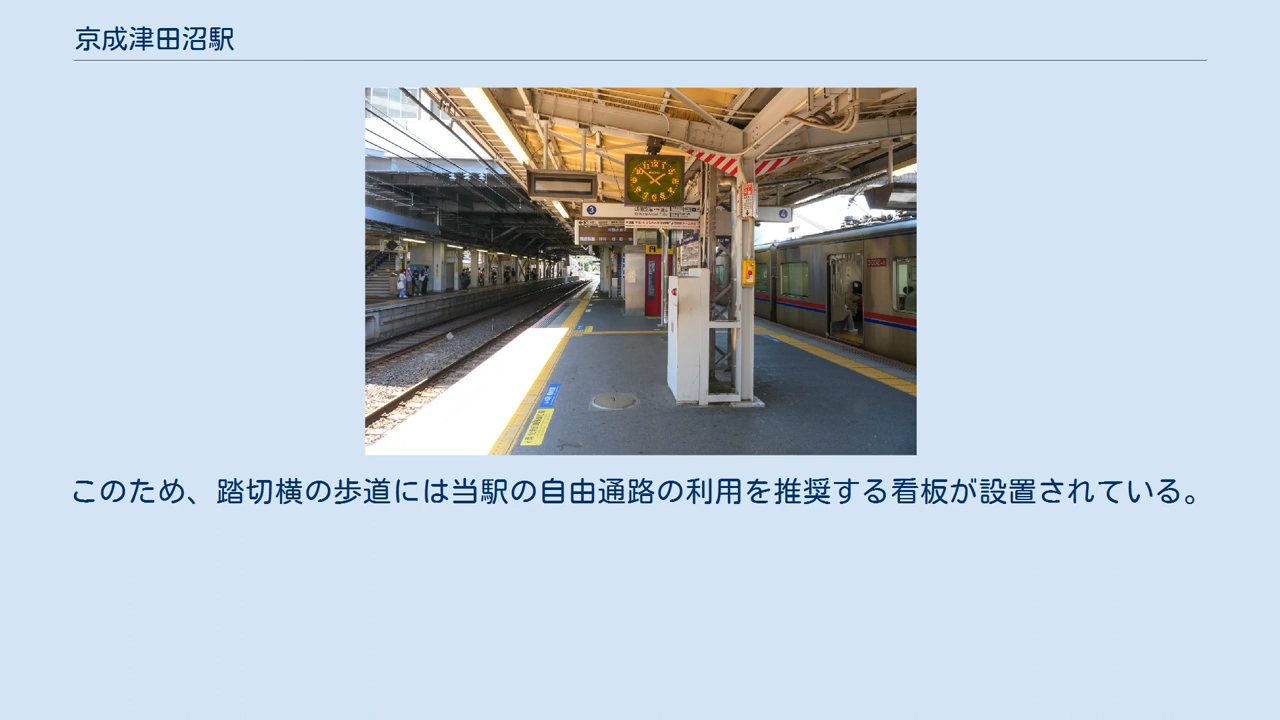 京成津田沼駅
3
4
このため、踏切横の歩道には当駅の自由通路の利用を推奨する看板が設置されている。